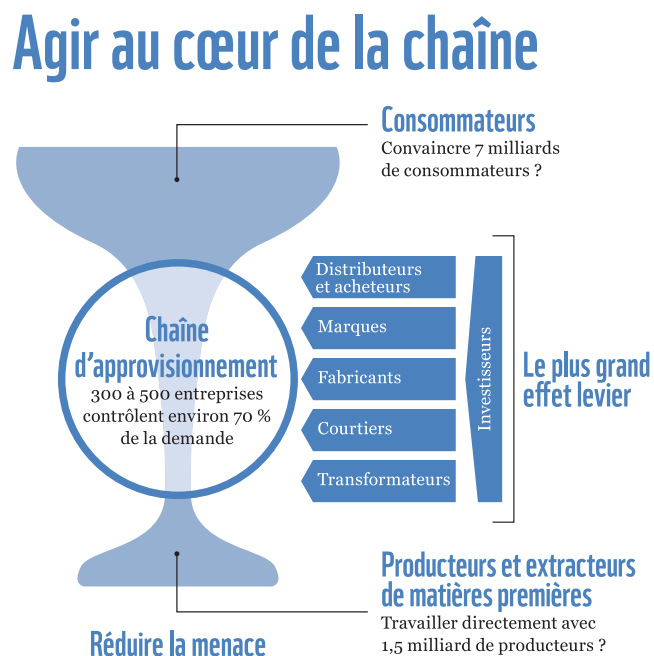 Agir au cœur de la chaîne
Consommateurs
Convaincre 7 milliards
de consommateurs ?
Distributeurs
et acheteurs
Marques
Fabricants
Courtiers
Transformateurs
Investisseurs
Le plus grand
effet levier
Chaîne
d’approvisionnement
300 à 500 entreprises
contrôlent environ 70 %
de la demande
Producteurs et extracteurs
de matières premières
Travailler directement avec
1,5 milliard de producteurs ?
Réduire la menace